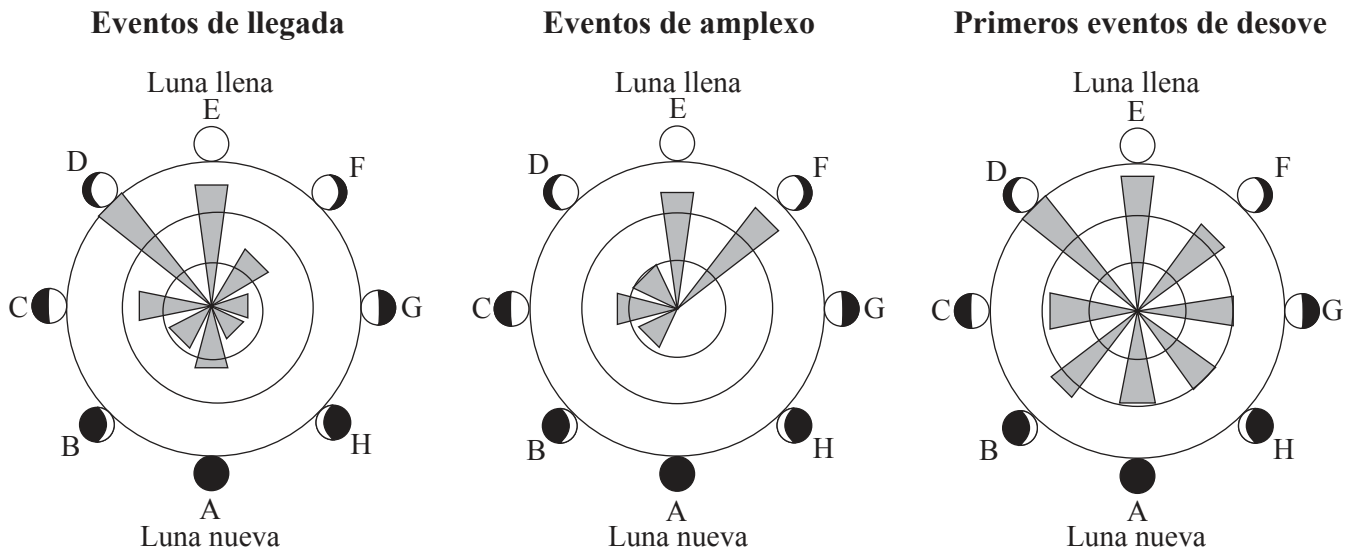 Eventos de llegada
Luna llena
E
D
F
C
G
B
H
A
Luna nueva
Eventos de amplexo
Luna llena
E
D
F
C
G
B
H
A
Luna nueva
Primeros eventos de desove
Luna llena
E
D
F
C
G
B
H
A
Luna nueva